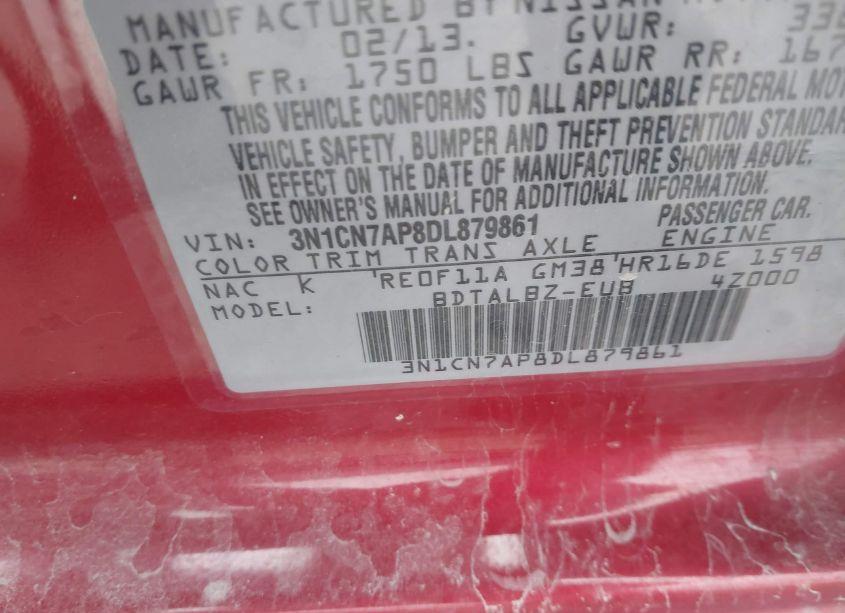 MANUFACTURED BY NISSAN
DATE: 02/13. GVWR:
GAWR FR: 1750 LBS GAWR RR:
THIS VEHICLE CONFORMS TO ALL APPLICABLE FEDERAL
VEHICLE SAFETY, BUMPER AND THEFT PREVENTION
IN EFFECT ON THE DATE OF MANUFACTURE SHOWN ABOVE.
SEE OWNER'S MANUAL FOR ADDITIONAL INFORMATION.
VIN: 3N1CN7AP8DL879861 PASSENGER CAR.
COLOR TRIM TRANS AXLE ENGINE
NAC K 'RE0F11A GM38'HR16DE 1598
MODEL: BDTALBZ-EUB 4Z000
3N1CN7AP8DL879861